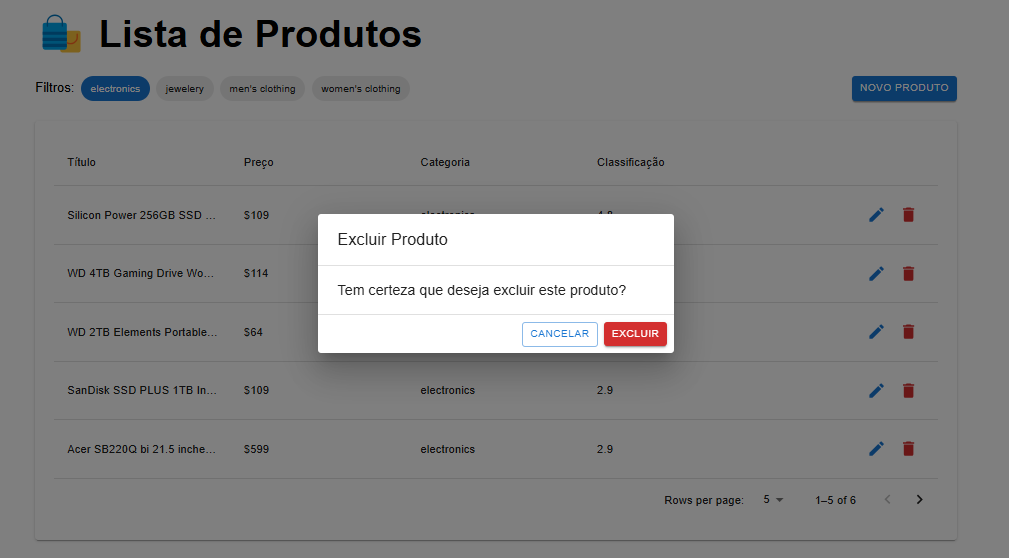 Lista de Produtos
Filtros: electronics jewelery men's clothing women's clothing NOVO PRODUTO
Título Preço Categoria Classificação
Silicon Power 256GB SSD ... $109 electronics 4.8
WD 4TB Gaming Drive Wo... $114
WD 2TB Elements Portable... $64
SanDisk SSD PLUS 1TB In... $109 electronics 2.9
Acer SB220Q bi 21.5 inche... $599 electronics 2.9
Rows per page: 5 1–5 of 6
Excluir Produto
Tem certeza que deseja excluir este produto?
CANCELAR EXCLUIR